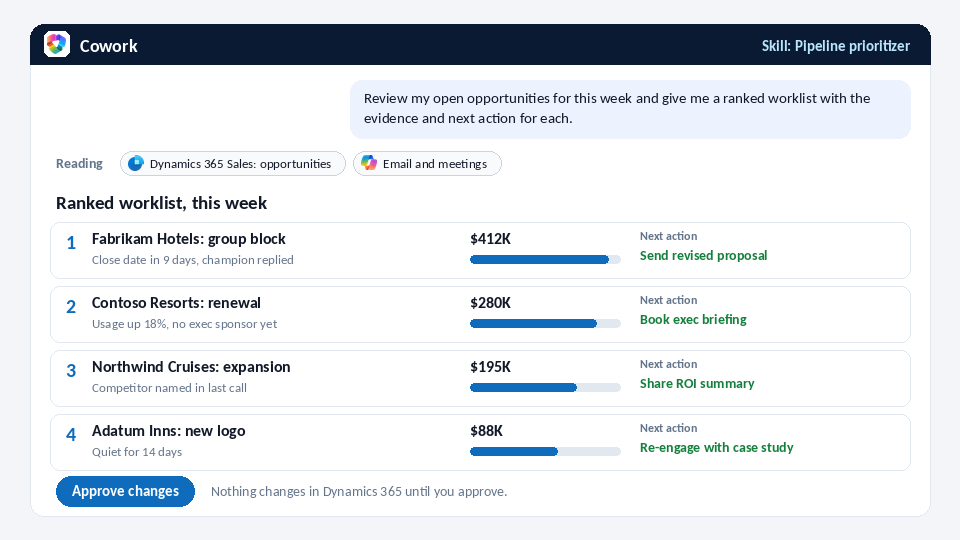 Cowork
Skill: Pipeline prioritizer
Review my open opportunities for this week and give me a ranked worklist with the
evidence and next action for each.
Reading
Dynamics 365 Sales: opportunities
Email and meetings
Ranked worklist, this week
1
Fabrikam Hotels: group block
Close date in 9 days, champion replied
$412K
Next action
Send revised proposal
2
Contoso Resorts: renewal
Usage up 18%, no exec sponsor yet
$280K
Next action
Book exec briefing
3
Northwind Cruises: expansion
Competitor named in last call
$195K
Next action
Share ROI summary
4
Adatum Inns: new logo
Quiet for 14 days
$88K
Next action
Re-engage with case study
Approve changes
Nothing changes in Dynamics 365 until you approve.